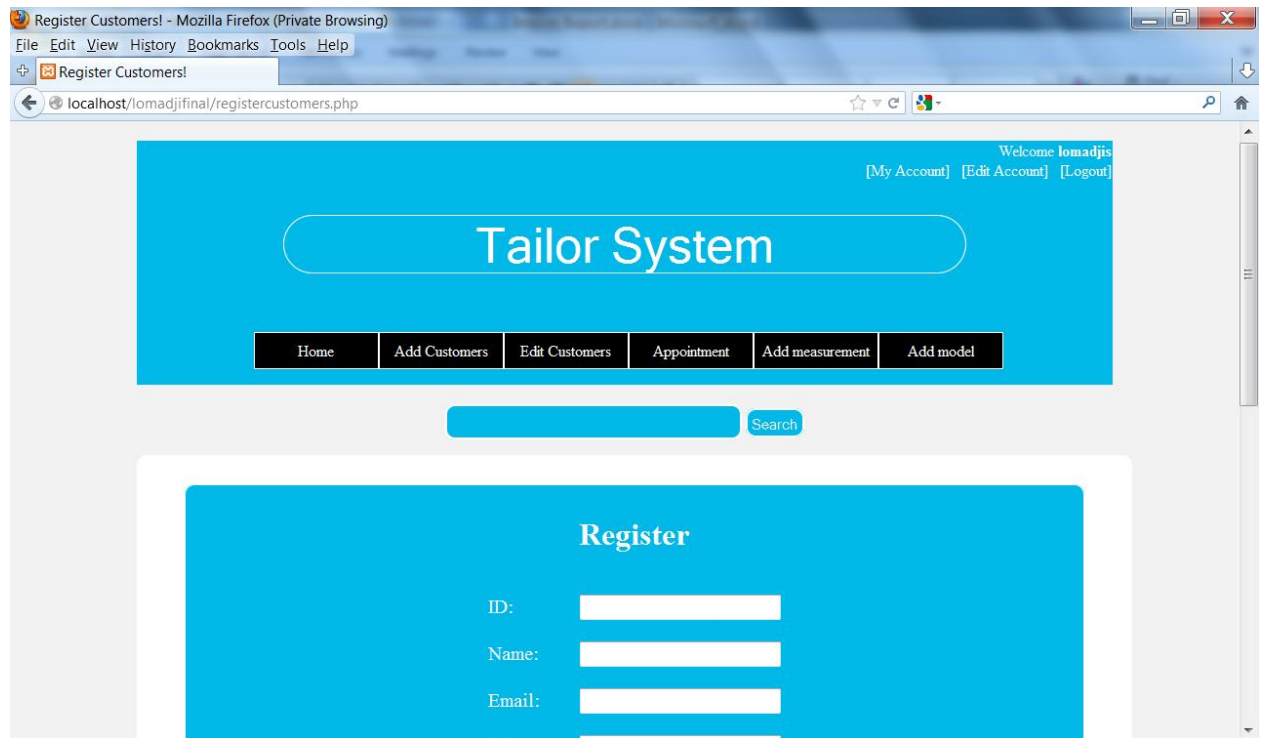 Register Customers! - Mozilla Firefox (Private Browsing)
File Edit View History Bookmarks Tools Help
Register Customers!
localhost/lomadjifinal/registercustomers.php
Welcome lomadjis
[My Account] [Edit Account] [Logout]
Tailor System
Home Add Customers Edit Customers Appointment Add measurement Add model
Search
Register
ID:
Name:
Email: